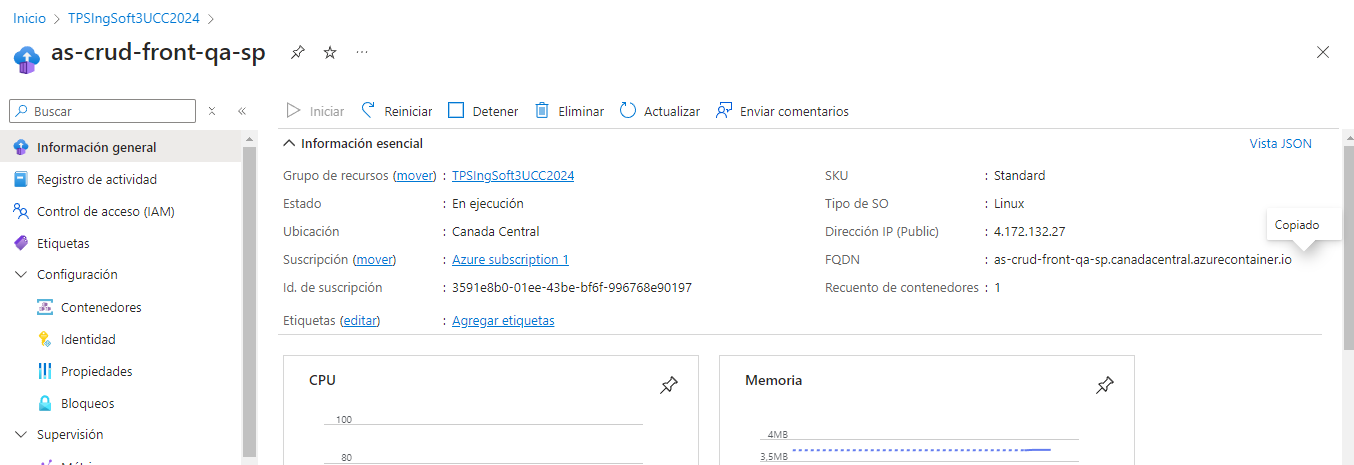 Inicio > TPSIngSoft3UCC2024 >
as-crud-front-qa-sp ...
Buscar
Iniciar Reiniciar Detener Eliminar Actualizar Enviar comentarios
Información general
Registro de actividad
Control de acceso (IAM)
Etiquetas
Configuración
Contenedores
Identidad
Propiedades
Bloqueos
Supervisión
Información esencial
Vista JSON
Grupo de recursos (mover) : TPSIngSoft3UCC2024
Estado : En ejecución
Ubicación : Canada Central
Suscripción (mover) : Azure subscription 1
Id. de suscripción : 3591e8b0-01ee-43be-bf6f-996768e90197
Etiquetas (editar) : Agregar etiquetas
SKU : Standard
Tipo de SO : Linux
Dirección IP (Public) : 4.172.132.27
Copiado
FQDN : as-crud-front-qa-sp.canadacentral.azurecontainer.io
Recuento de contenedores : 1
CPU
100
80
Memoria
4MB
3,5MB